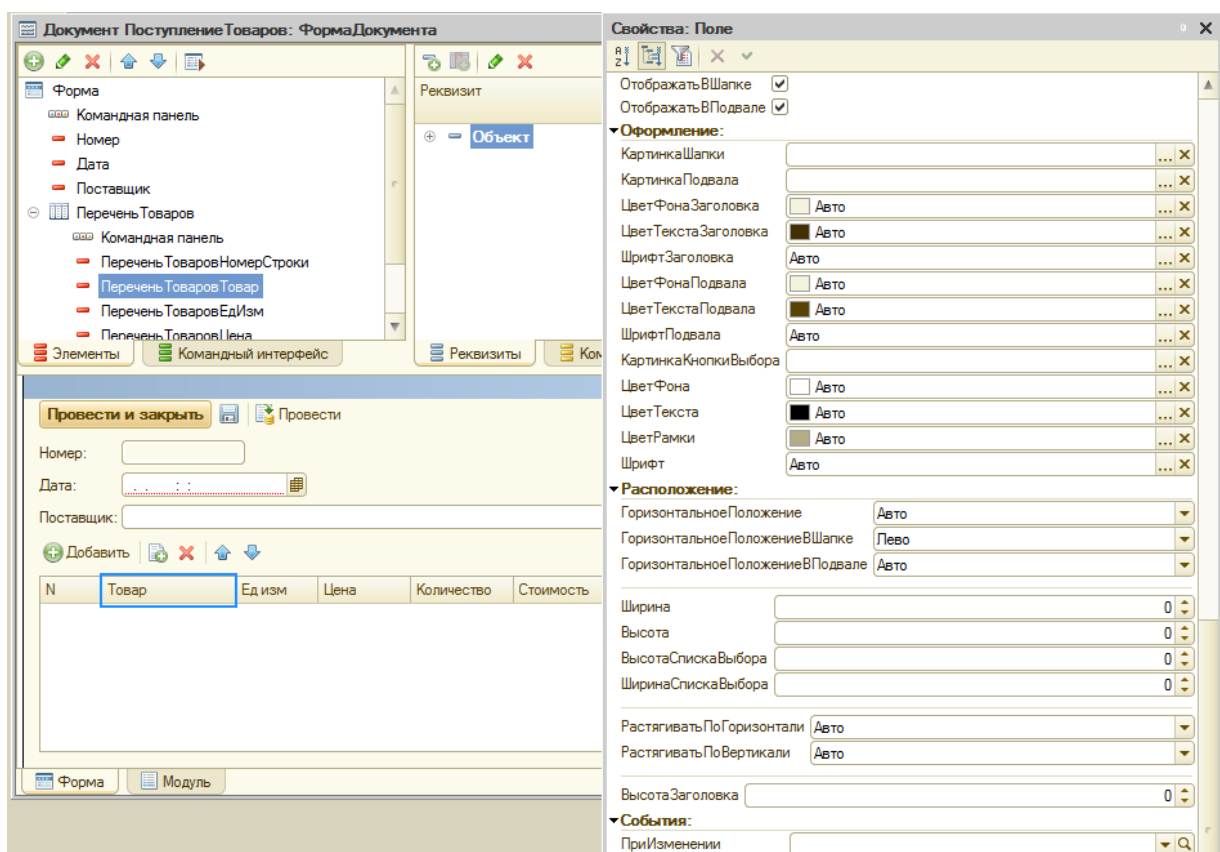 Документ ПоступлениеТоваров: ФормаДокумента
Форма
Командная панель
Номер
Дата
Поставщик
ПереченьТоваров
Командная панель
ПереченьТоваровНомерСтроки
ПереченьТоваровТовар
ПереченьТоваровЕдИзм
ПереченьТоваровЦена
Элементы
Командный интерфейс
Реквизит
Объект
Реквизиты
Ком
Провести и закрыть
Провести
Номер:
Дата:
. . : :
Поставщик:
Добавить
N Товар Ед изм Цена Количество Стоимость
Форма
Модуль
Свойства: Поле
ОтображатьВШапке
ОтображатьВПодвале
Оформление:
КартинкаШапки ...
КартинкаПодвала ...
ЦветФонаЗаголовка Авто ...
ЦветТекстаЗаголовка Авто ...
ШрифтЗаголовка Авто ...
ЦветФонаПодвала Авто ...
ЦветТекстаПодвала Авто ...
ШрифтПодвала Авто ...
КартинкаКнопкиВыбора ...
ЦветФона Авто ...
ЦветТекста Авто ...
ЦветРамки Авто ...
Шрифт Авто ...
Расположение:
ГоризонтальноеПоложение Авто
ГоризонтальноеПоложениеВШапке Лево
ГоризонтальноеПоложениеВПодвале Авто
Ширина 0
Высота 0
ВысотаСпискаВыбора 0
ШиринаСпискаВыбора 0
РастягиватьПоГоризонтали Авто
РастягиватьПоВертикали Авто
ВысотаЗаголовка 0
События:
ПриИзменении